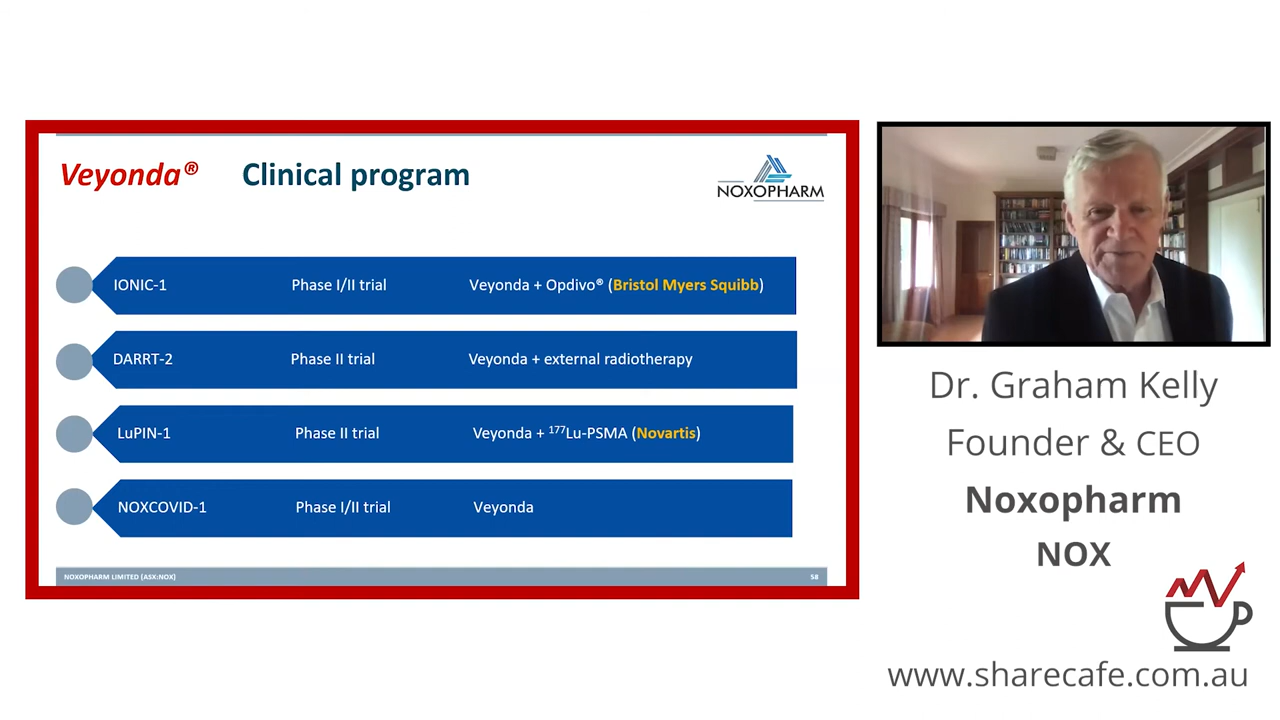 Veyonda® Clinical program
NOXOPHARM
IONIC-1 Phase I/II trial Veyonda + Opdivo® (Bristol Myers Squibb)
DARRT-2 Phase II trial Veyonda + external radiotherapy
LuPIN-1 Phase II trial Veyonda + ¹⁷⁷Lu-PSMA (Novartis)
NOXCOVID-1 Phase I/II trial Veyonda
NOXOPHARM LIMITED (ASX:NOX) 58
Dr. Graham Kelly
Founder & CEO
Noxopharm
NOX
www.sharecafe.com.au